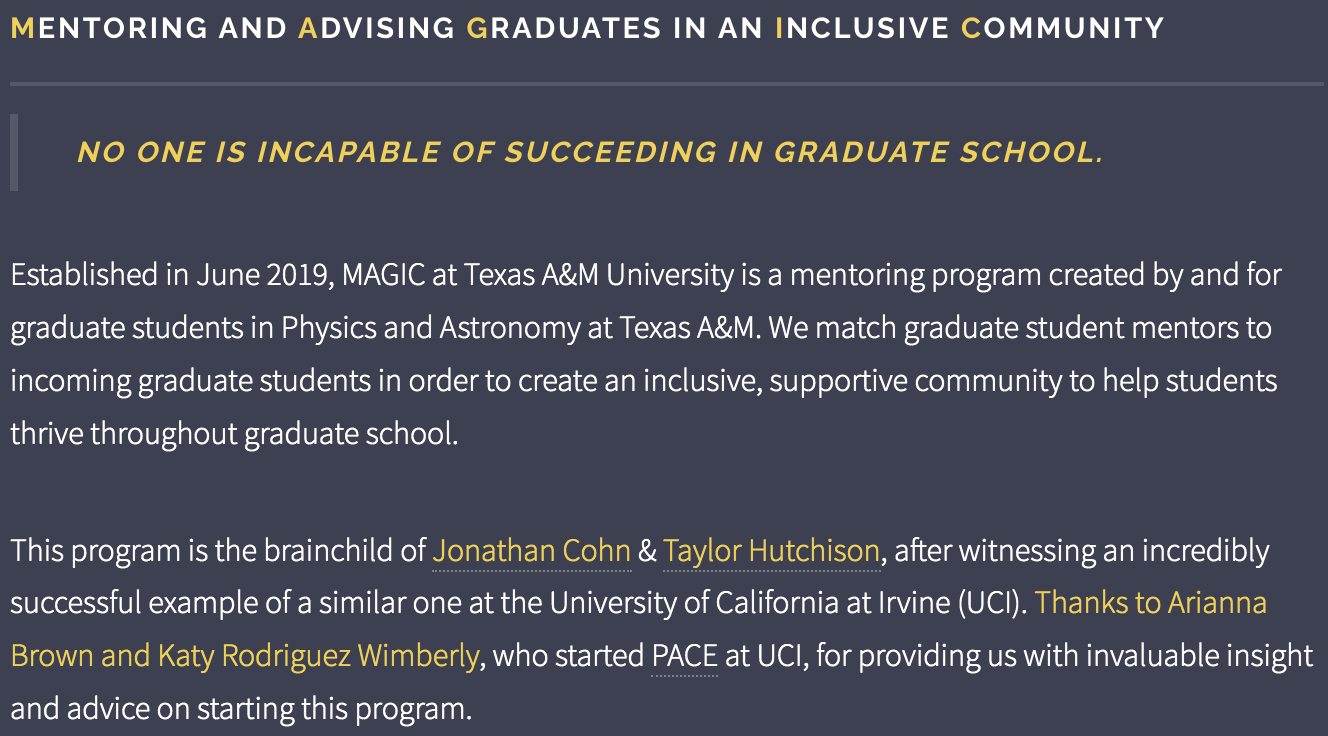 MENTORING AND ADVISING GRADUATES IN AN INCLUSIVE COMMUNITY
NO ONE IS INCAPABLE OF SUCCEEDING IN GRADUATE SCHOOL.
Established in June 2019, MAGIC at Texas A&M University is a mentoring program created by and for
graduate students in Physics and Astronomy at Texas A&M. We match graduate student mentors to
incoming graduate students in order to create an inclusive, supportive community to help students
thrive throughout graduate school.
This program is the brainchild of Jonathan Cohn & Taylor Hutchison, after witnessing an incredibly
successful example of a similar one at the University of California at Irvine (UCI). Thanks to Arianna
Brown and Katy Rodriguez Wimberly, who started PACE at UCI, for providing us with invaluable insight
and advice on starting this program.